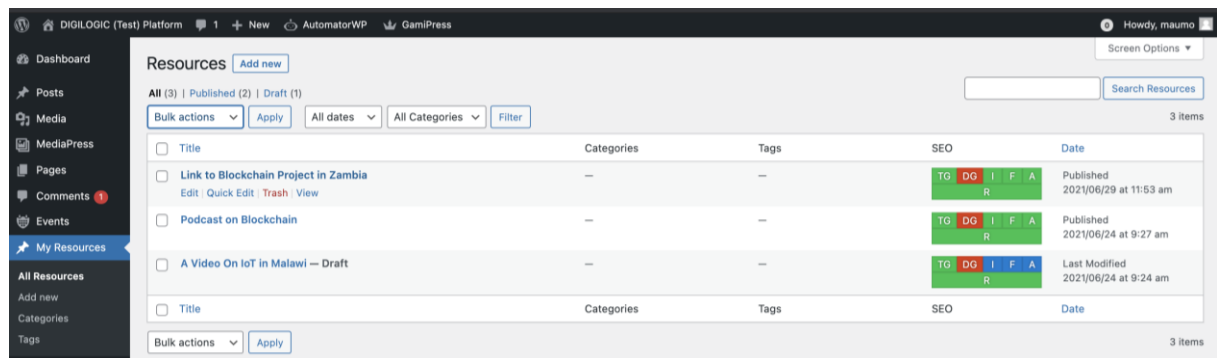 DIGILOGIC (Test) Platform 1 + New AutomatorWP GamiPress 0 Howdy, maumo
Screen Options ▼
Dashboard
Posts
Media
MediaPress
Pages
Comments 1
Events
My Resources
All Resources
Add new
Categories
Tags
Resources Add new
All (3) | Published (2) | Draft (1)
Search Resources
Bulk actions Apply All dates All Categories Filter 3 items
Title Categories Tags SEO Date
Link to Blockchain Project in Zambia — — TG DG I F A Published
Edit | Quick Edit | Trash | View R 2021/06/29 at 11:53 am
Podcast on Blockchain — — TG DG I F A Published
R 2021/06/24 at 9:27 am
A Video On IoT in Malawi — Draft — — TG DG I F A Last Modified
R 2021/06/24 at 9:24 am
Title Categories Tags SEO Date
Bulk actions Apply 3 items